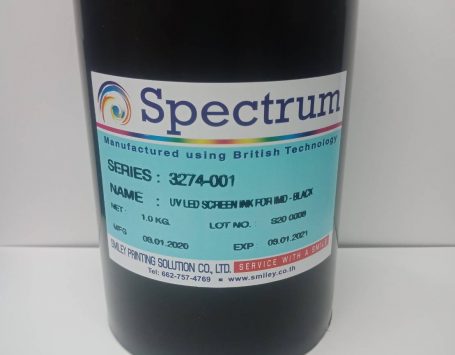 Spectrum
Manufactured using British Technology
SERIES : 3274-001
NAME : UV LED SCREEN INK FOR IMD - BLACK
NET : 1.0 KG. LOT NO. : S20 0008
MFG 09.01.2020 EXP : 09.01.2021
SMILEY PRINTING SOLUTION CO., LTD. SERVICE WITH A SMILE
Tel: 662-757-4769 ■ www.smiley.co.th